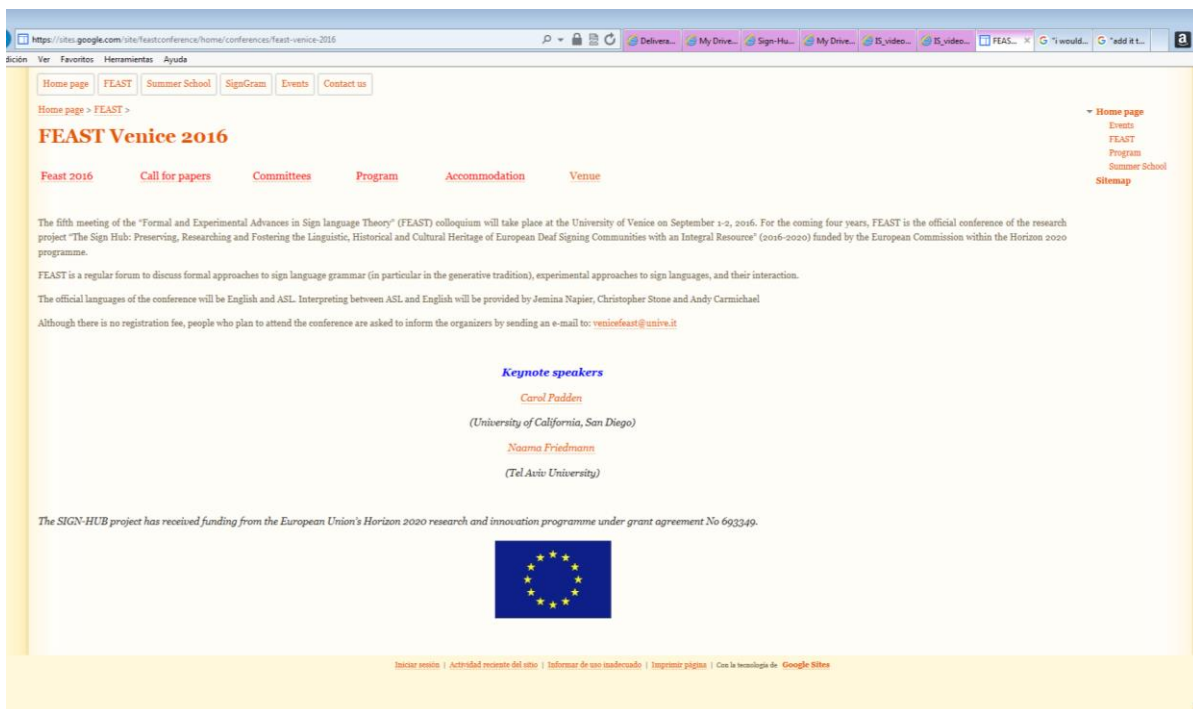 https://sites.google.com/site/feastconference/home/conferences/feast-venice-2016
Delivera... My Drive... Sign-Hu... My Drive... IS_video... IS_video... FEAS... × G "i would... G "add it t... a
dición Ver Favoritos Herramientas Ayuda
Home page FEAST Summer School SignGram Events Contact us
Home page > FEAST >
FEAST Venice 2016
Feast 2016 Call for papers Committees Program Accommodation Venue
Home page
Events
FEAST
Program
Summer School
Sitemap
The fifth meeting of the "Formal and Experimental Advances in Sign language Theory" (FEAST) colloquium will take place at the University of Venice on September 1-2, 2016. For the coming four years, FEAST is the official conference of the research
project "The Sign Hub: Preserving, Researching and Fostering the Linguistic, Historical and Cultural Heritage of European Deaf Signing Communities with an Integral Resource" (2016-2020) funded by the European Commission within the Horizon 2020
programme.
FEAST is a regular forum to discuss formal approaches to sign language grammar (in particular in the generative tradition), experimental approaches to sign languages, and their interaction.
The official languages of the conference will be English and ASL. Interpreting between ASL and English will be provided by Jemina Napier, Christopher Stone and Andy Carmichael
Although there is no registration fee, people who plan to attend the conference are asked to inform the organizers by sending an e-mail to: venicefeast@unive.it
Keynote speakers
Carol Padden
(University of California, San Diego)
Naama Friedmann
(Tel Aviv University)
The SIGN-HUB project has received funding from the European Union's Horizon 2020 research and innovation programme under grant agreement No 693349.
Iniciar sesión | Actividad reciente del sitio | Informar de uso inadecuado | Imprimir página | Con la tecnología de Google Sites